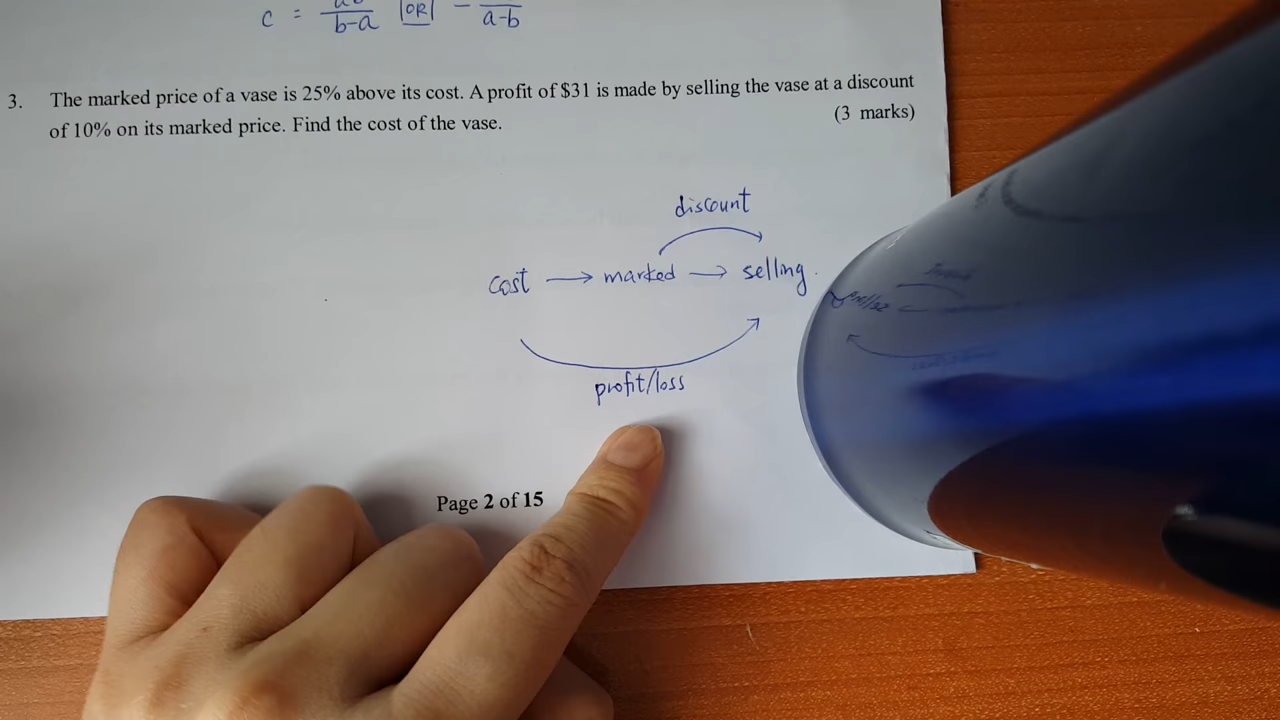 c = ab/b-a OR - /a-b
3. The marked price of a vase is 25% above its cost. A profit of $31 is made by selling the vase at a discount
of 10% on its marked price. Find the cost of the vase.
(3 marks)
discount
cost → marked → selling
profit/loss
Page 2 of 15